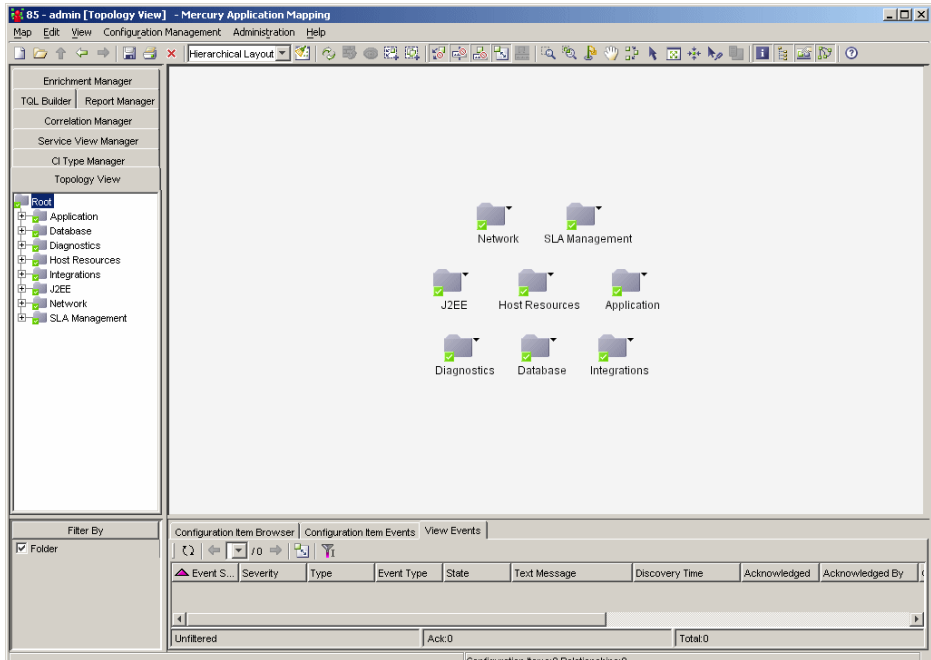 85 - admin [Topology View] - Mercury Application Mapping
Map Edit View Configuration Management Administration Help
Hierarchical Layout
Enrichment Manager
TQL Builder Report Manager
Correlation Manager
Service View Manager
CI Type Manager
Topology View
Root
Application
Database
Diagnostics
Host Resources
Integrations
J2EE
Network
SLA Management
Network SLA Management
J2EE Host Resources Application
Diagnostics Database Integrations
Filter By
Folder
Configuration Item Browser Configuration Item Events View Events
/0
Event S... Severity Type Event Type State Text Message Discovery Time Acknowledged Acknowledged By
Unfiltered Ack:0 Total:0